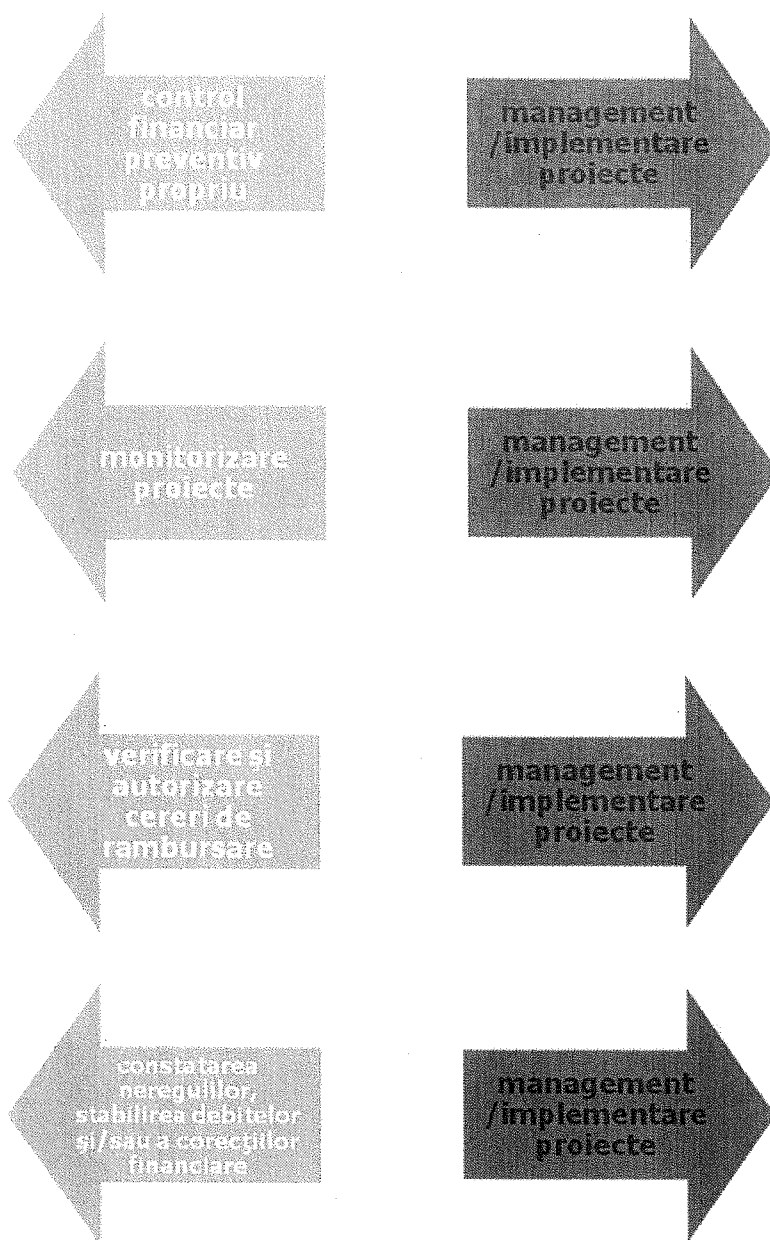 control
financiar
preventiv
propriu
management
/implementare
proiecte
monitorizare
proiecte
management
/implementare
proiecte
verificare și
autorizare
cereri de
rambursare
management
/implementare
proiecte
constatarea
neregulilor,
stabilirea debitelor
și/sau a corecțiilor
financiare
management
/implementare
proiecte